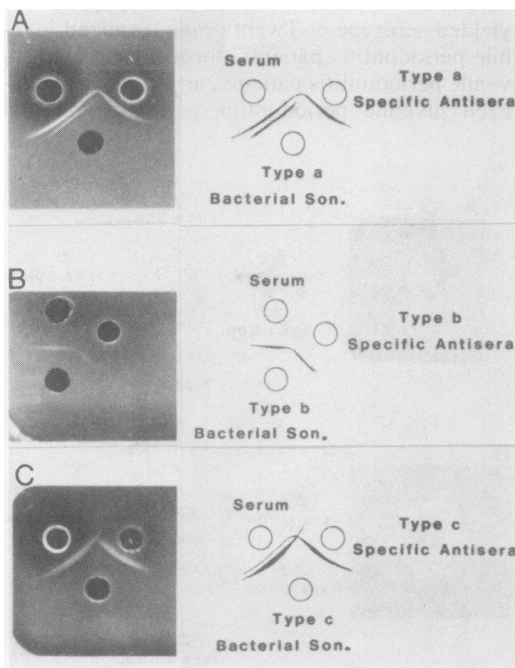 A
Serum
Type a
Specific Antisera
Type a
Bacterial Son.
B
Serum
Type b
Specific Antisera
Type b
Bacterial Son.
C
Serum
Type c
Specific Antisera
Type c
Bacterial Son.